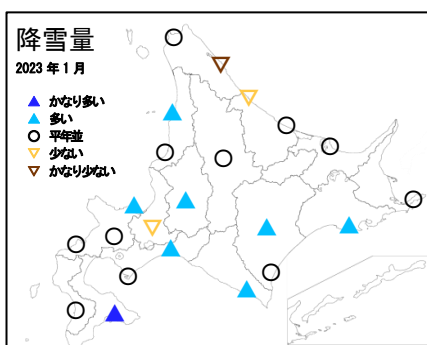 降雪量
2023 年 1 月
かなり多い
多い
平年並
少ない
かなり少ない